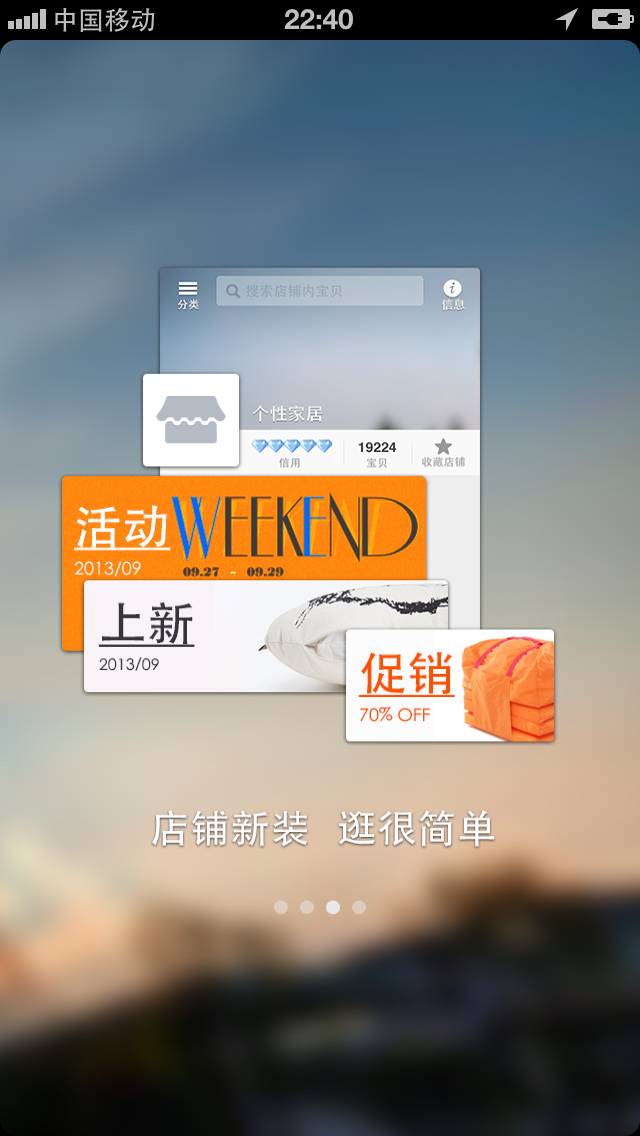 中国移动 22:40
搜索店铺内宝贝
分类 信息
个性家居
19224
信用 宝贝 收藏店铺
活动 WEEKEND
2013/09 09.27 - 09.29
上新
2013/09
促销
70% OFF
店铺新装 逛很简单